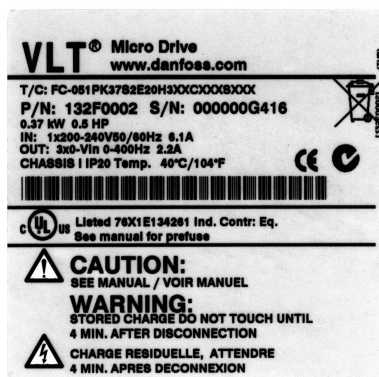 VLT® Micro Drive
www.danfoss.com
T/C: FC-051PK37S2E20H3XXCXXXSXXX
P/N: 132F0002 S/N: 000000G416
0.37 kW 0.5 HP
IN: 1x200-240V50/60Hz 6.1A
OUT: 3x0-Vin 0-400Hz 2.2A
CHASSIS I IP20 Temp. 40°C/104°F
CE
c UL US Listed 76X1E134261 Ind. Contr: Eq.
See manual for prefuse
CAUTION:
SEE MANUAL / VOIR MANUEL
WARNING:
STORED CHARGE DO NOT TOUCH UNTIL
4 MIN. AFTER DISCONNECTION
CHARGE RESIDUELLE, ATTENDRE
4 MIN. APRES DECONNEXION